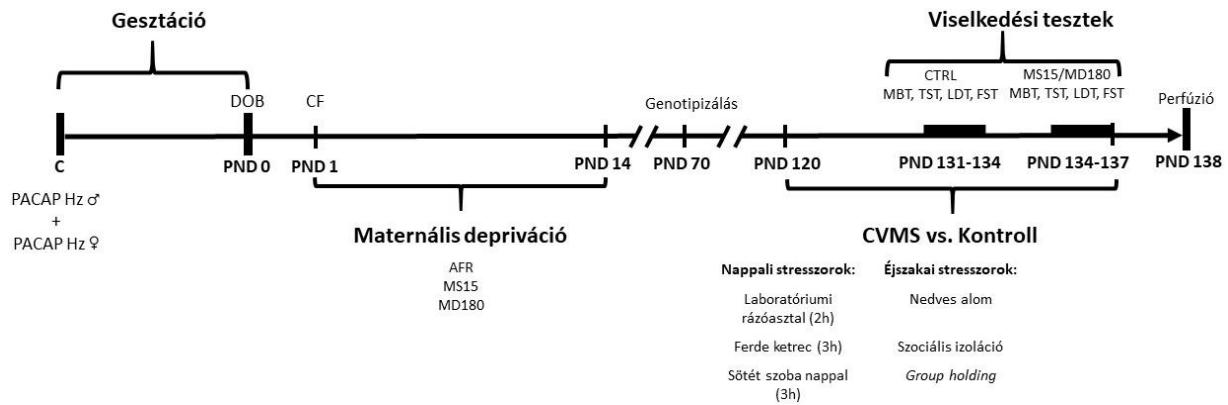 Gesztáció
Viselkedési tesztek
CTRL
MBT, TST, LDT, FST
MS15/MD180
MBT, TST, LDT, FST
DOB
CF
Genotipizálás
Perfúzió
C
PND 0
PND 1
PND 14
PND 70
PND 120
PND 131-134
PND 134-137
PND 138
PACAP Hz ♂
+
PACAP Hz ♀
Maternális depriváció
AFR
MS15
MD180
CVMS vs. Kontroll
Nappali stresszorok:
Éjszakai stresszorok:
Laboratóriumi
rázóasztal (2h)
Nedves alom
Ferde ketrec (3h)
Szociális izoláció
Sötét szoba nappal
(3h)
Group holding